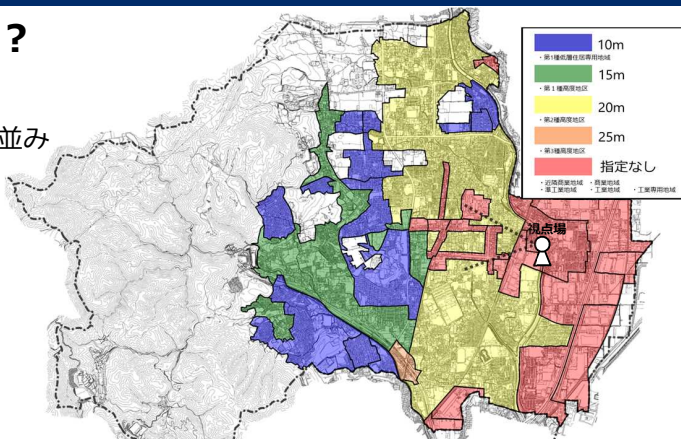 ?
並み
10m
・第1種低層住居専用地域
15m
・第1種高度地区
20m
・第2種高度地区
25m
・第3種高度地区
指定なし
・近隣商業地域 ・商業地域
・準工業地域 ・工業地域 ・工業専用地域
視点場